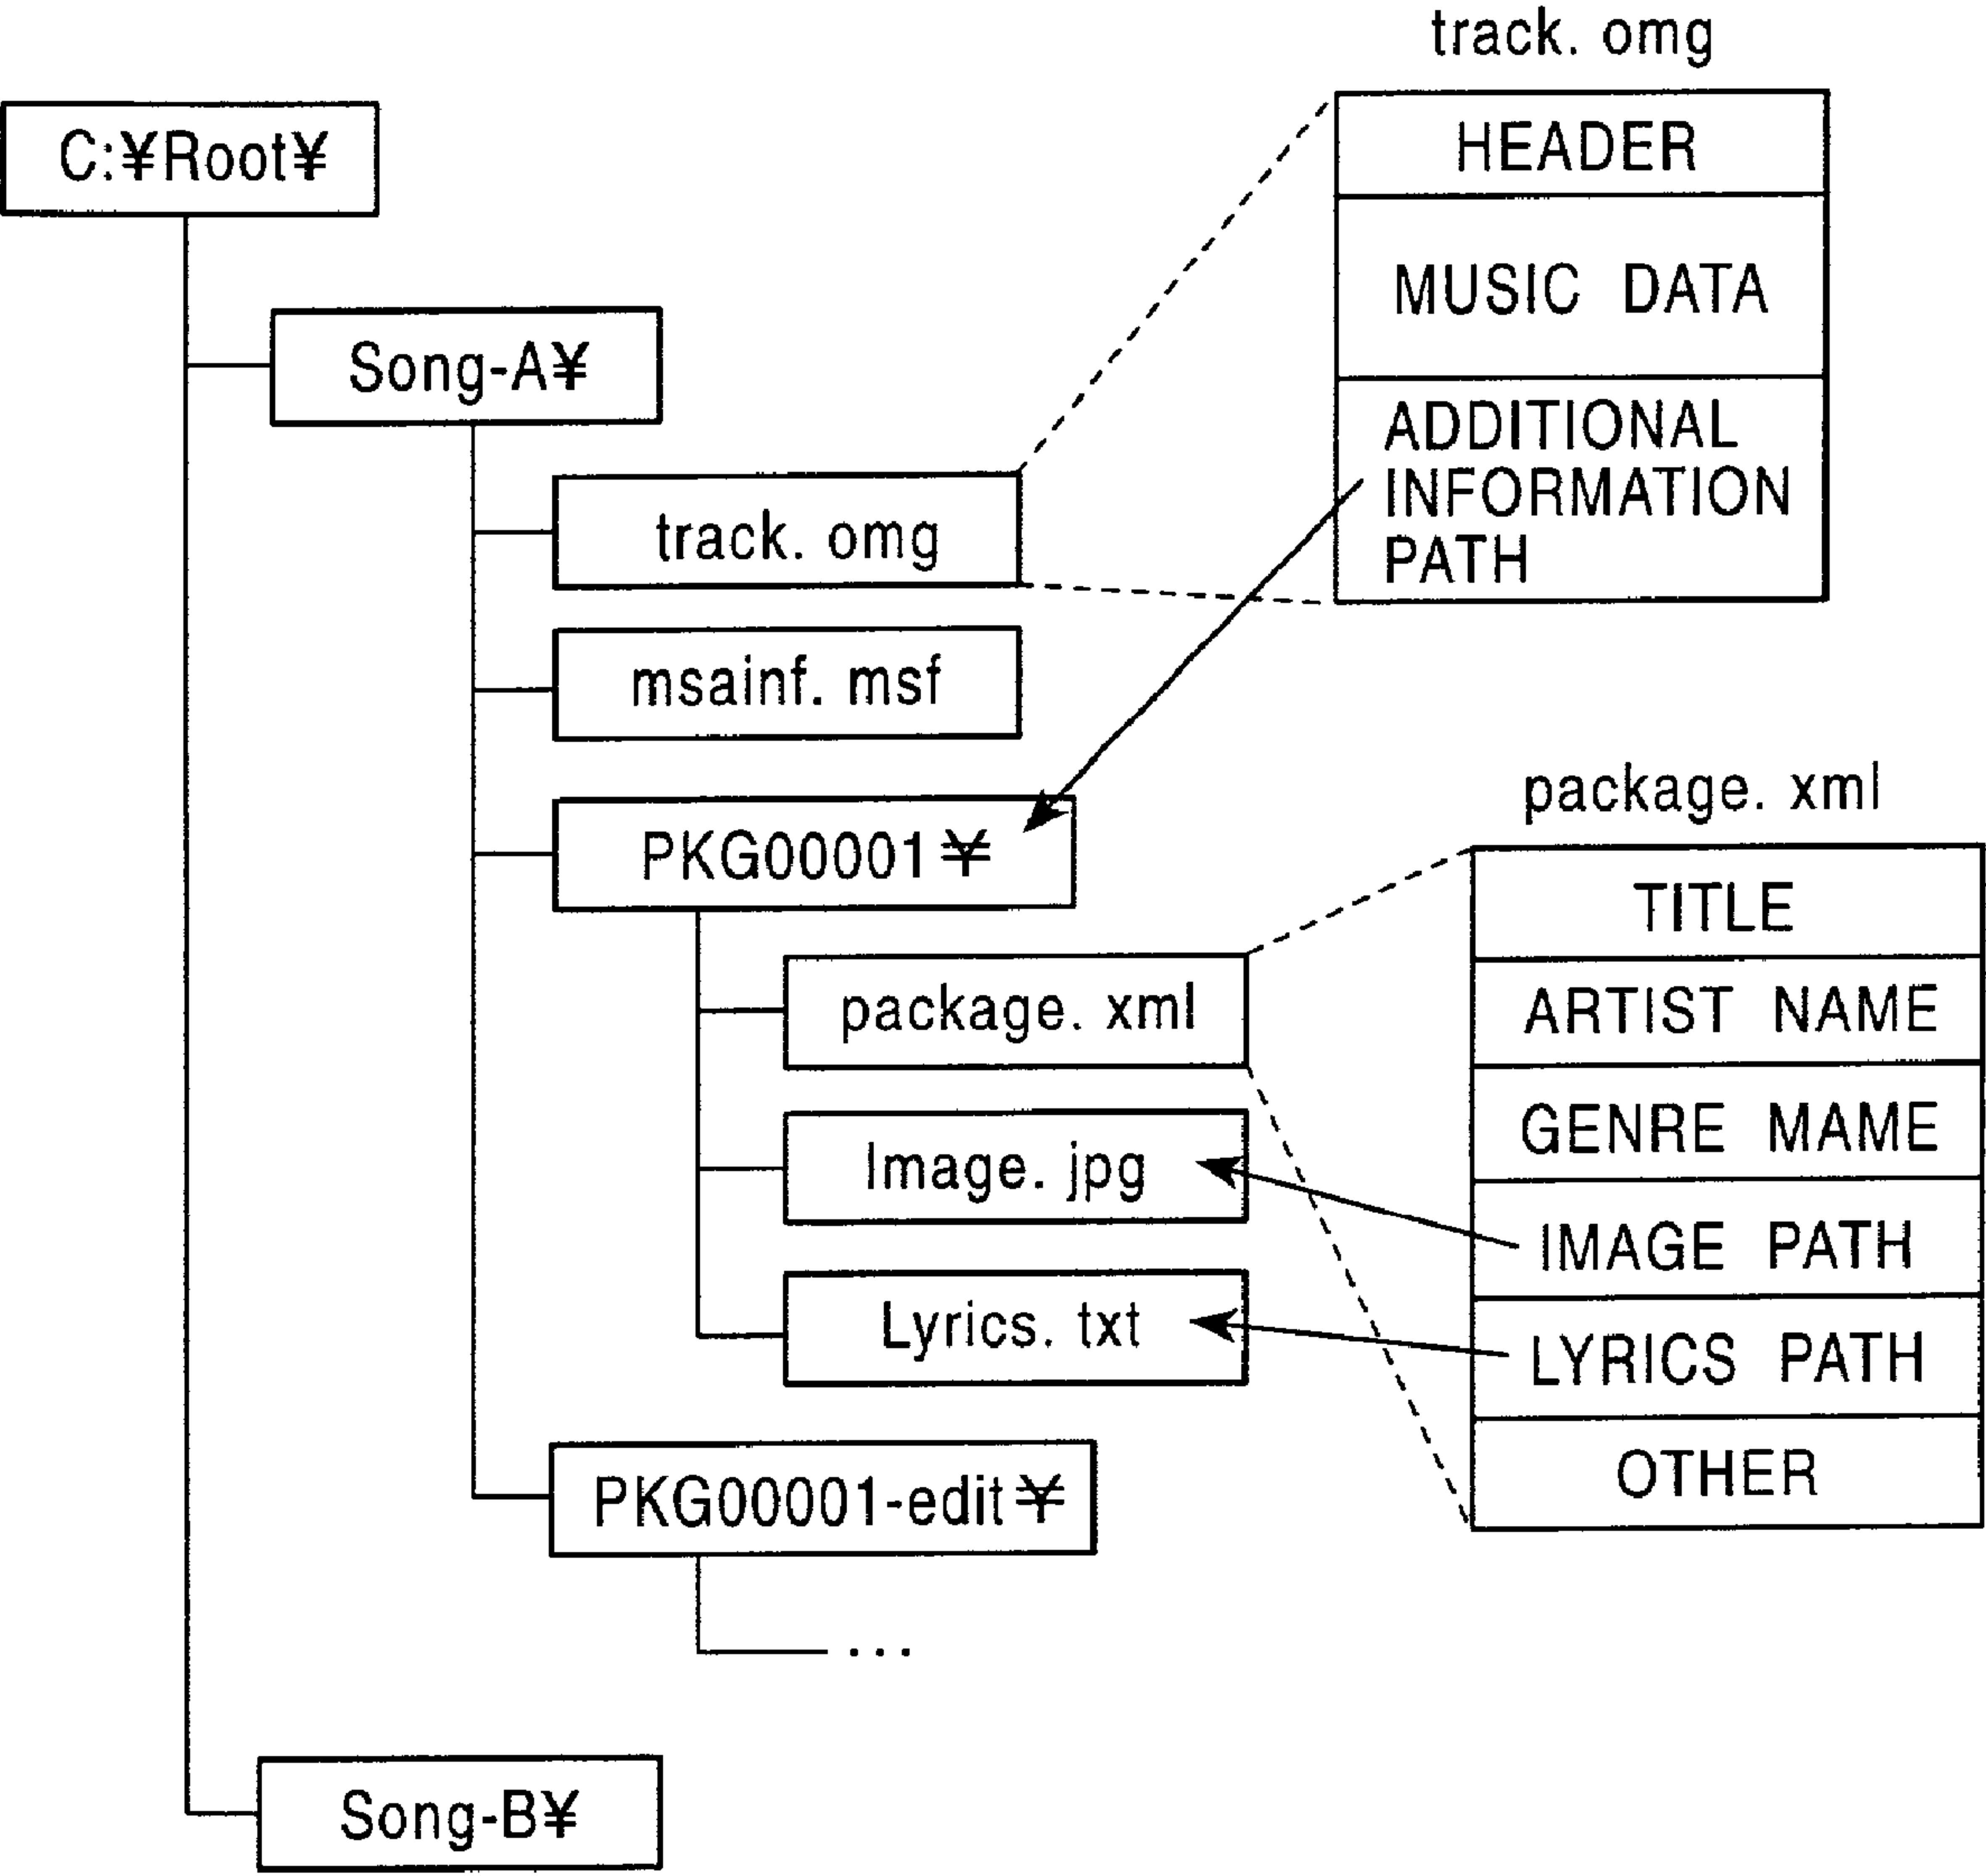 track. omg
HEADER
MUSIC DATA
ADDITIONAL
INFORMATION
PATH
C:¥Root¥
Song-A¥
track. omg
msainf. msf
PKG00001¥
package. xml
Image. jpg
Lyrics. txt
PKG00001-edit¥
...
Song-B¥
package. xml
TITLE
ARTIST NAME
GENRE MAME
IMAGE PATH
LYRICS PATH
OTHER